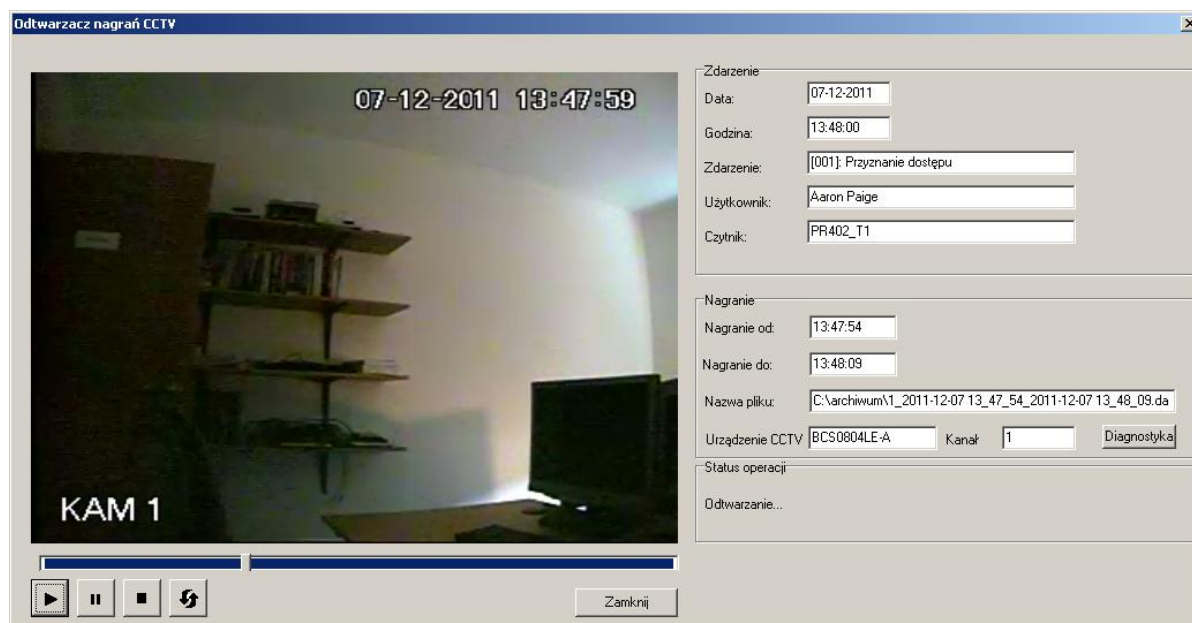 Odtwarzacz nagrań CCTV
07-12-2011 13:47:59
KAM 1
Zamknij
Zdarzenie
Data: 07-12-2011
Godzina: 13:48:00
Zdarzenie: [001]: Przyznanie dostępu
Użytkownik: Aaron Paige
Czytnik: PR402_T1
Nagranie
Nagranie od: 13:47:54
Nagranie do: 13:48:09
Nazwa pliku: C:\archiwum\1_2011-12-07 13_47_54_2011-12-07 13_48_09.da
Urządzenie CCTV BCS0804LE-A Kanał 1 Diagnostyka
Status operacji
Odtwarzanie...